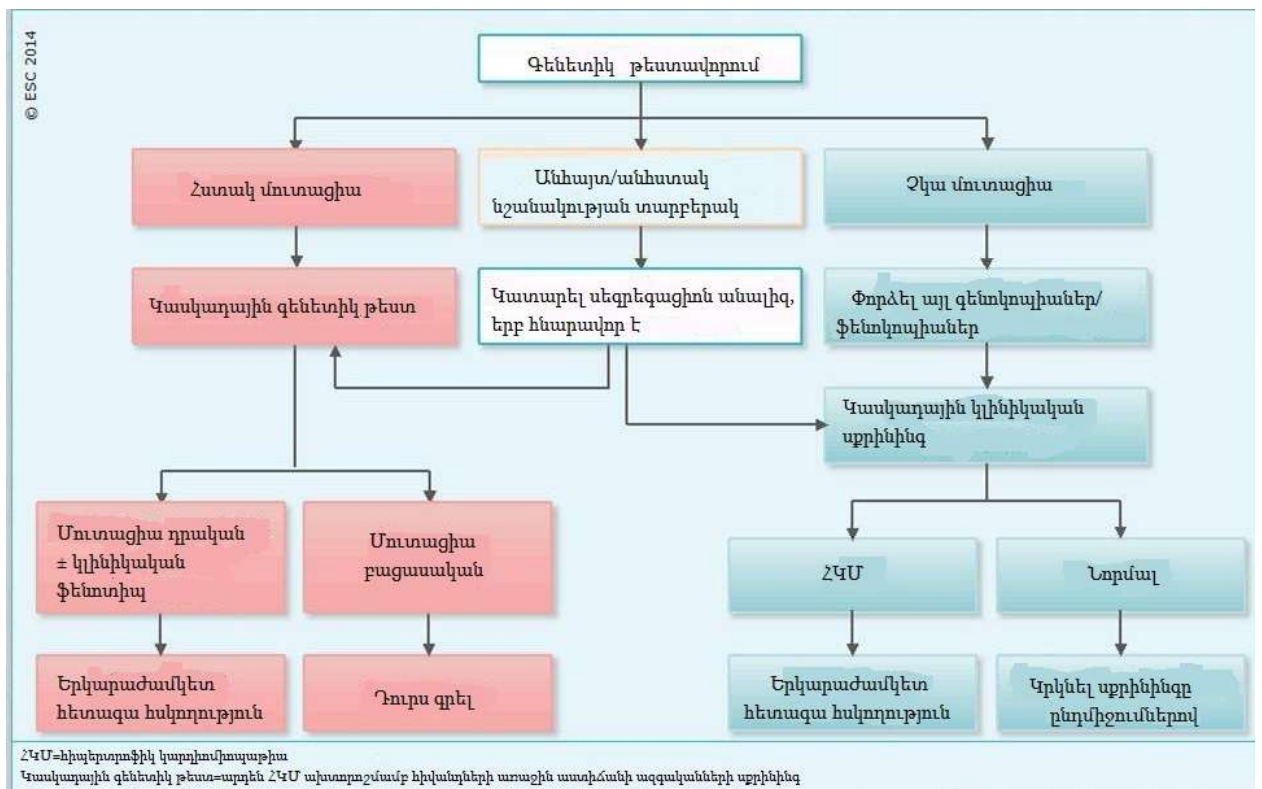 © ESC 2014
Գենետիկ թեստավորում
Հստակ մուտացիա
Անհայտ/անհստակ
նշանակության տարբերակ
Չկա մուտացիա
Կասկադային գենետիկ թեստ
Կատարել սեգրեգացիոն անալիզ,
երբ հնարավոր է
Փորձել այլ գենոկոպիաներ/
ֆենոկոպիաներ
Կասկադային կլինիկական
սքրինինգ
Մուտացիա դրական
± կլինիկական
ֆենոտիպ
Մուտացիա
բացասական
ՀԿՄ
Նորմալ
Երկարաժամկետ
հետագա հսկողություն
Դուրս գրել
Երկարաժամկետ
հետագա հսկողություն
Կրկնել սքրինինգը
ընդմիջումներով
ՀԿՄ=հիպերտրոֆիկ կարդիոմիոպաթիա
Կասկադային գենետիկ թեստ=արդեն ՀԿՄ ախտորոշմամբ հիվանդների առաջին աստիճանի ազգականների սքրինինգ